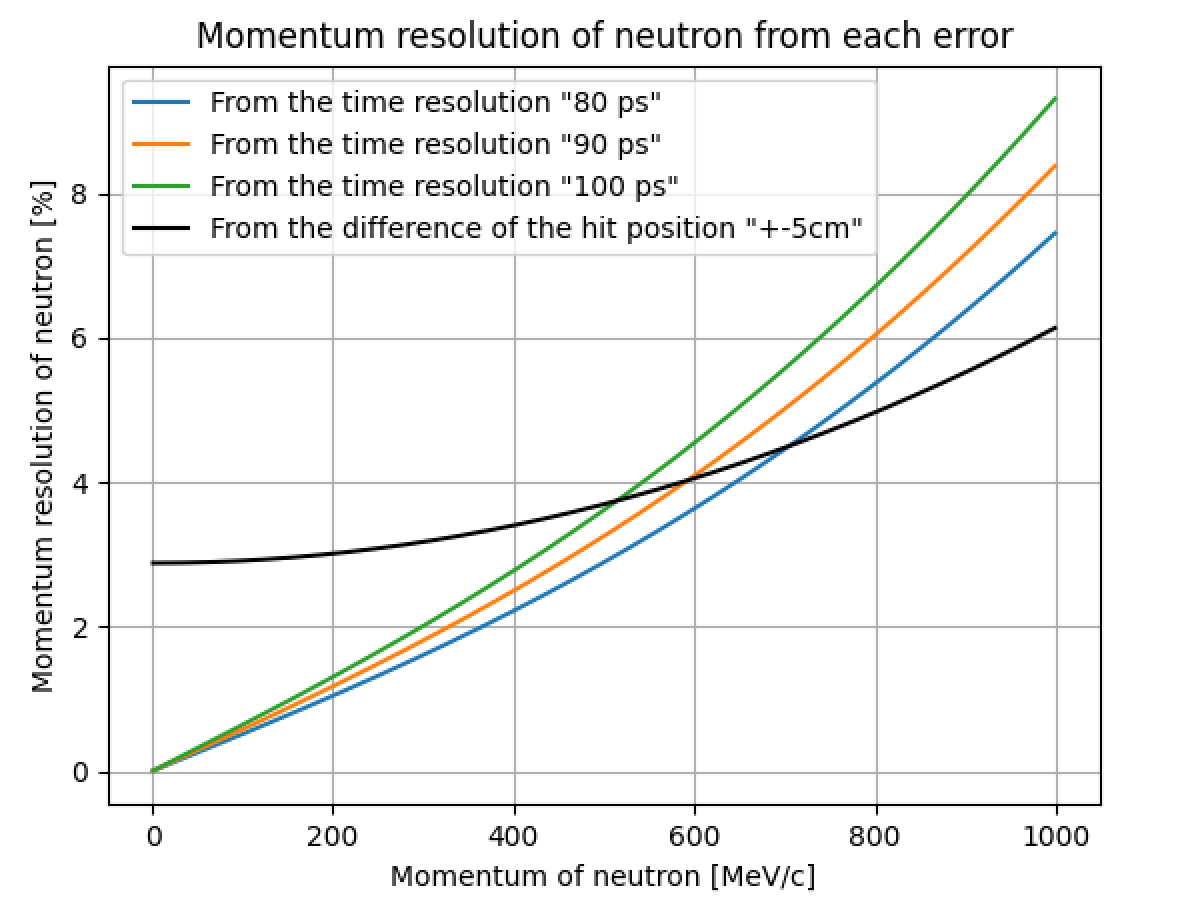 Momentum resolution of neutron from each error
From the time resolution "80 ps"
From the time resolution "90 ps"
From the time resolution "100 ps"
From the difference of the hit position "+-5cm"
Momentum resolution of neutron [%]
8
6
4
2
0
0 200 400 600 800 1000
Momentum of neutron [MeV/c]